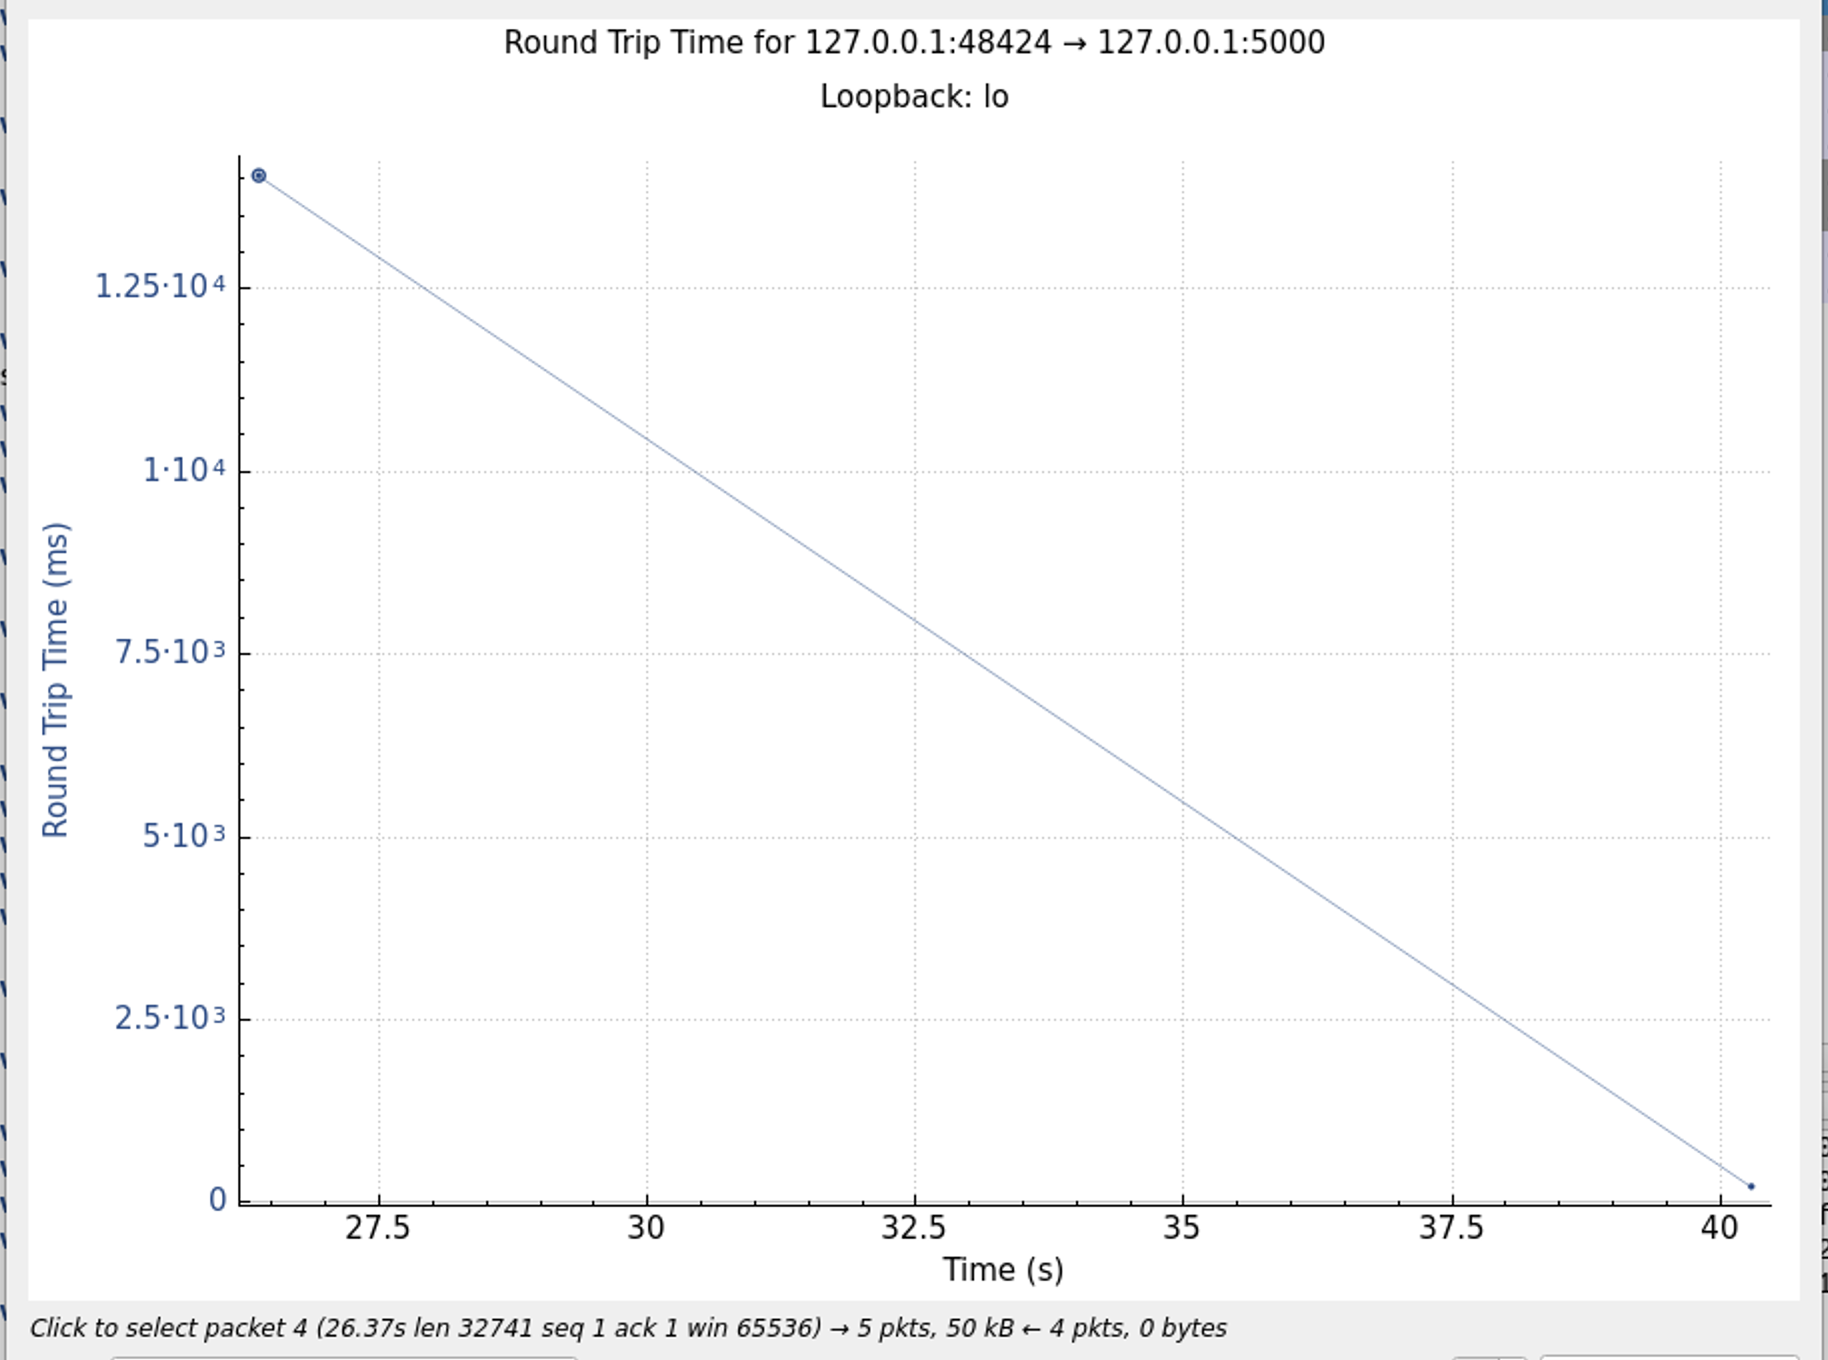 Round Trip Time for 127.0.0.1:48424 → 127.0.0.1:5000
Loopback: lo
Round Trip Time (ms)
1.25·10⁴
1·10⁴
7.5·10³
5·10³
2.5·10³
0
27.5 30 32.5 35 37.5 40
Time (s)
Click to select packet 4 (26.37s len 32741 seq 1 ack 1 win 65536) → 5 pkts, 50 kB ← 4 pkts, 0 bytes